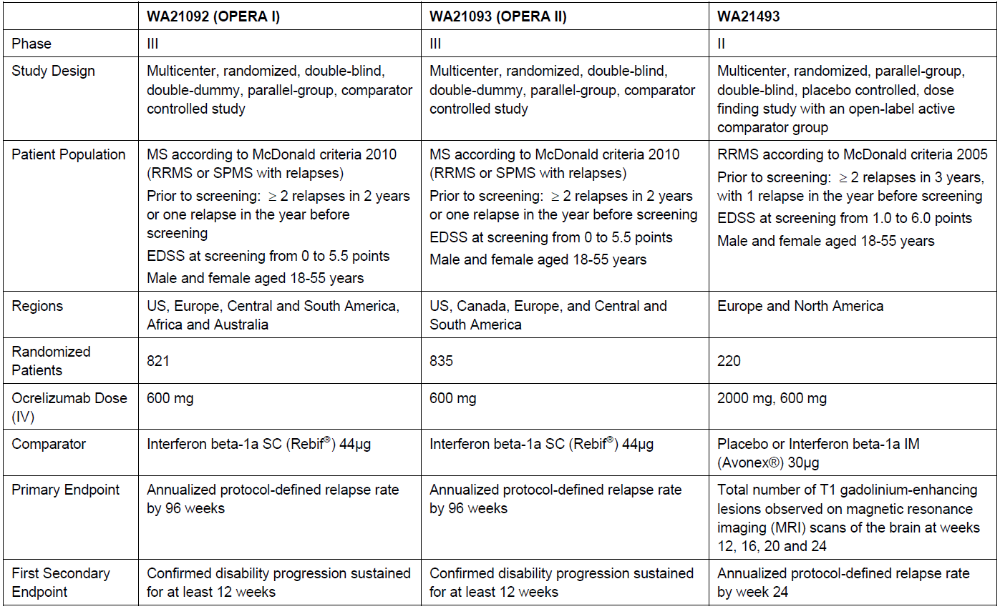 WA21092 (OPERA I)
WA21093 (OPERA II)
WA21493
Phase
III
III
II
Study Design
Multicenter, randomized, double-blind,
double-dummy, parallel-group, comparator
controlled study
Multicenter, randomized, double-blind,
double-dummy, parallel-group, comparator
controlled study
Multicenter, randomized, parallel-group,
double-blind, placebo controlled, dose
finding study with an open-label active
comparator group
Patient Population
MS according to McDonald criteria 2010
(RRMS or SPMS with relapses)
Prior to screening: ≥ 2 relapses in 2 years
or one relapse in the year before
screening
EDSS at screening from 0 to 5.5 points
Male and female aged 18-55 years
MS according to McDonald criteria 2010
(RRMS or SPMS with relapses)
Prior to screening: ≥ 2 relapses in 2 years
or one relapse in the year before screening
EDSS at screening from 0 to 5.5 points
Male and female aged 18-55 years
RRMS according to McDonald criteria 2005
Prior to screening: ≥ 2 relapses in 3 years,
with 1 relapse in the year before screening
EDSS at screening from 1.0 to 6.0 points
Male and female aged 18-55 years
Regions
US, Europe, Central and South America,
Africa and Australia
US, Canada, Europe, and Central and
South America
Europe and North America
Randomized
Patients
821
835
220
Ocrelizumab Dose
(IV)
600 mg
600 mg
2000 mg, 600 mg
Comparator
Interferon beta-1a SC (Rebif®) 44µg
Interferon beta-1a SC (Rebif®) 44µg
Placebo or Interferon beta-1a IM
(Avonex®) 30µg
Primary Endpoint
Annualized protocol-defined relapse rate
by 96 weeks
Annualized protocol-defined relapse rate
by 96 weeks
Total number of T1 gadolinium-enhancing
lesions observed on magnetic resonance
imaging (MRI) scans of the brain at weeks
12, 16, 20 and 24
First Secondary
Endpoint
Confirmed disability progression sustained
for at least 12 weeks
Confirmed disability progression sustained
for at least 12 weeks
Annualized protocol-defined relapse rate
by week 24